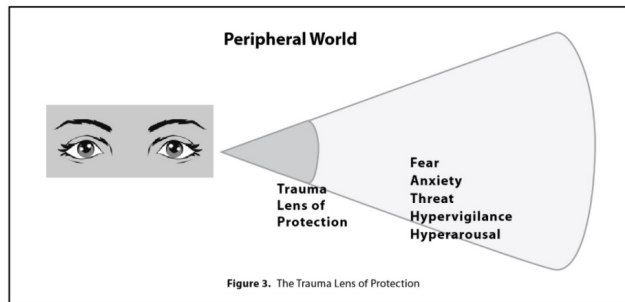 Peripheral World
Trauma
Lens of
Protection
Fear
Anxiety
Threat
Hypervigilance
Hyperarousal
Figure 3. The Trauma Lens of Protection